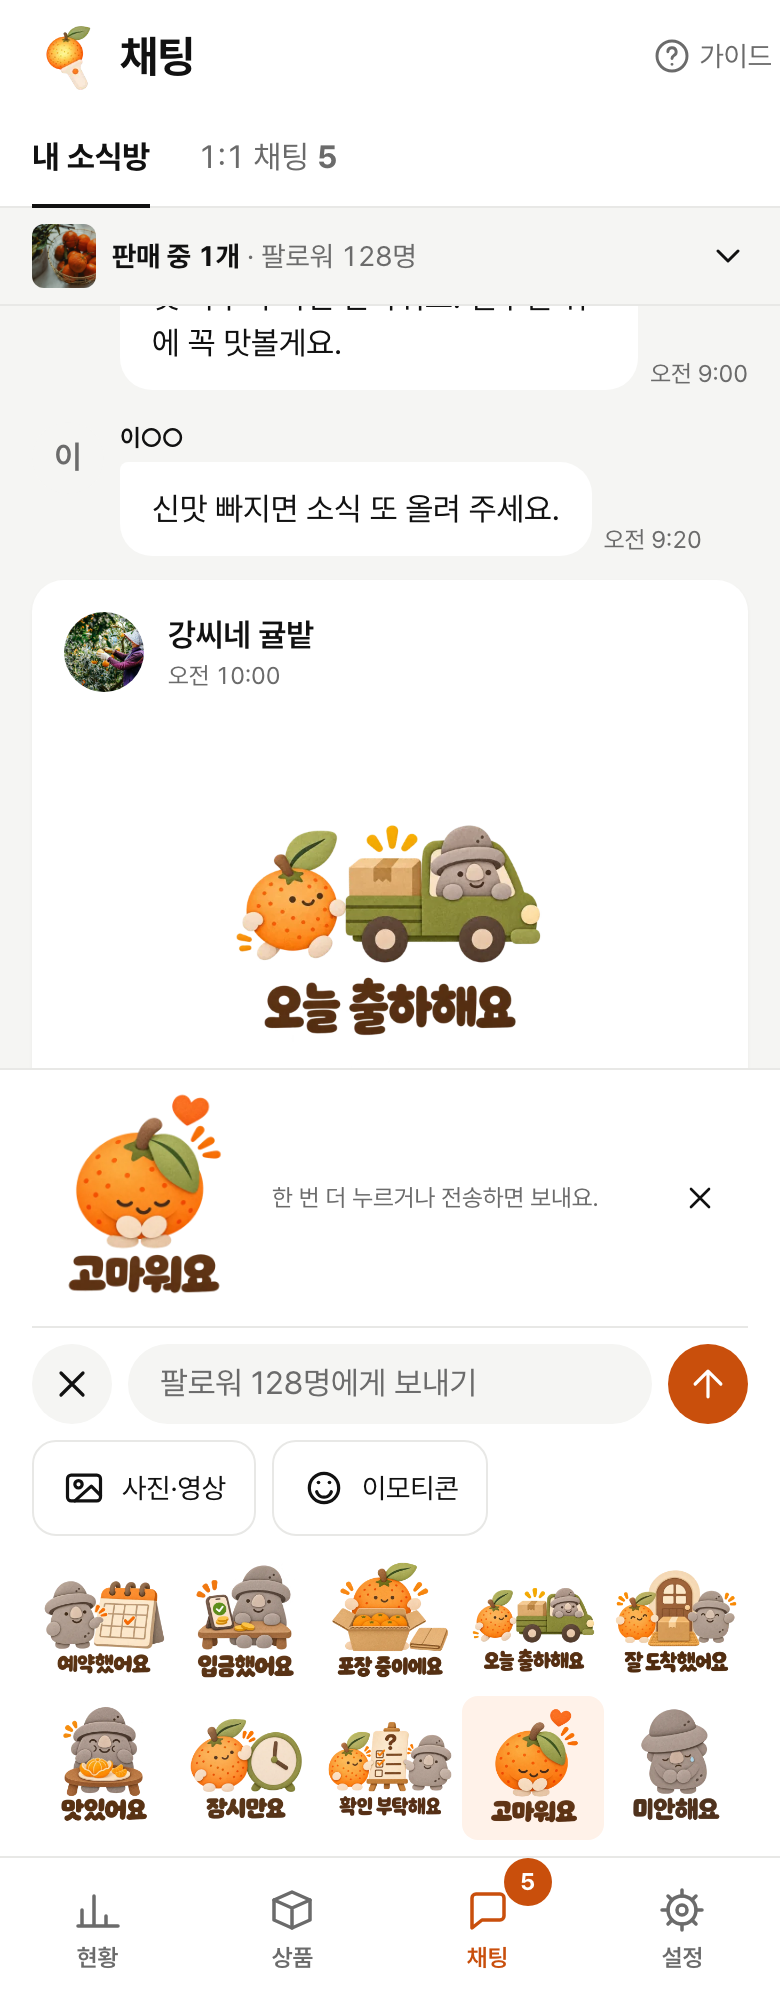 채팅
가이드
내 소식방
1:1 채팅 5
판매 중 1개 · 팔로워 128명
에 꼭 맛볼게요.
오전 9:00
이
이○○
신맛 빠지면 소식 또 올려 주세요.
오전 9:20
강씨네 귤밭
오전 10:00
오늘 출하해요
고마워요
한 번 더 누르거나 전송하면 보내요.
팔로워 128명에게 보내기
사진·영상
이모티콘
예약했어요
입금했어요
포장 중이에요
오늘 출하해요
잘 도착했어요
맛있어요
잠시만요
?
확인 부탁해요
고마워요
미안해요
5
현황
상품
채팅
설정